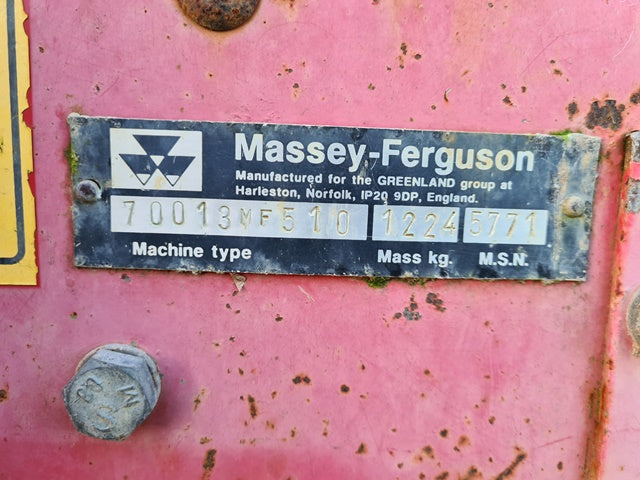 Massey-Ferguson
Manufactured for the GREENLAND group at
Harleston, Norfolk, IP20 9DP, England.
70013MF510 1224 5771
Machine type Mass kg. M.S.N.